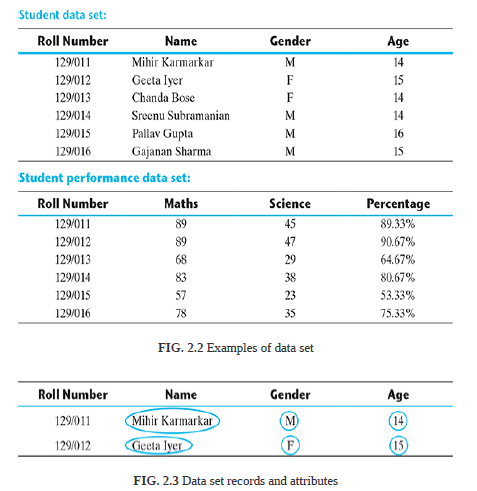 Student data set:
Roll Number Name Gender Age
129/011 Mihir Karmarkar M 14
129/012 Geeta Iyer F 15
129/013 Chanda Bose F 14
129/014 Sreenu Subramanian M 14
129/015 Pallav Gupta M 16
129/016 Gajanan Sharma M 15
Student performance data set:
Roll Number Maths Science Percentage
129/011 89 45 89.33%
129/012 89 47 90.67%
129/013 68 29 64.67%
129/014 83 38 80.67%
129/015 57 23 53.33%
129/016 78 35 75.33%
FIG. 2.2 Examples of data set
Roll Number Name Gender Age
129/011 Mihir Karmarkar M 14
129/012 Geeta Iyer F 15
FIG. 2.3 Data set records and attributes